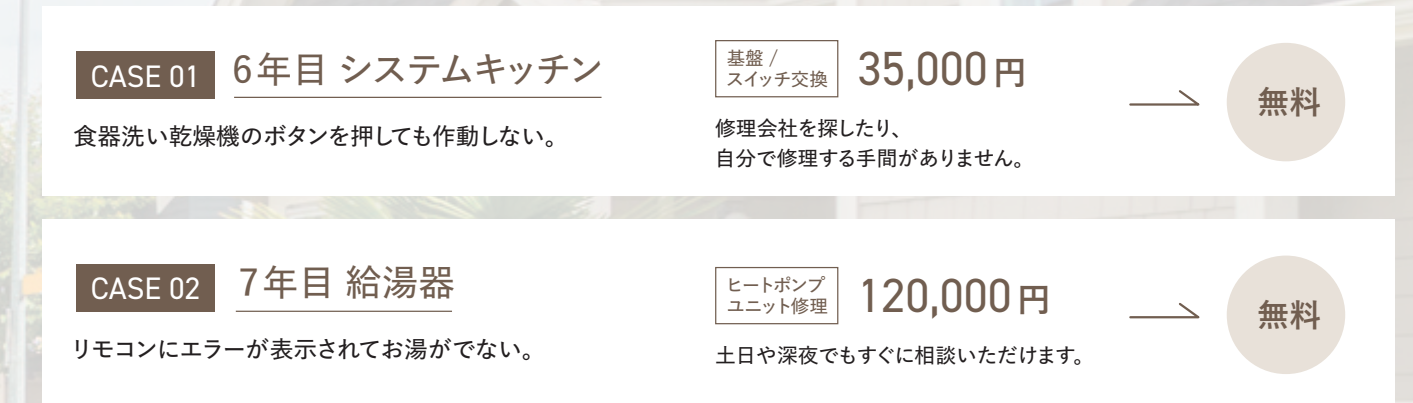 CASE 01
6年目 システムキッチン
食器洗い乾燥機のボタンを押しても作動しない。
基盤 /
スイッチ交換
35,000円
修理会社を探したり、
自分で修理する手間がありません。
無料
CASE 02
7年目 給湯器
リモコンにエラーが表示されてお湯がでない。
ヒートポンプ
ユニット修理
120,000円
土日や深夜でもすぐに相談いただけます。
無料